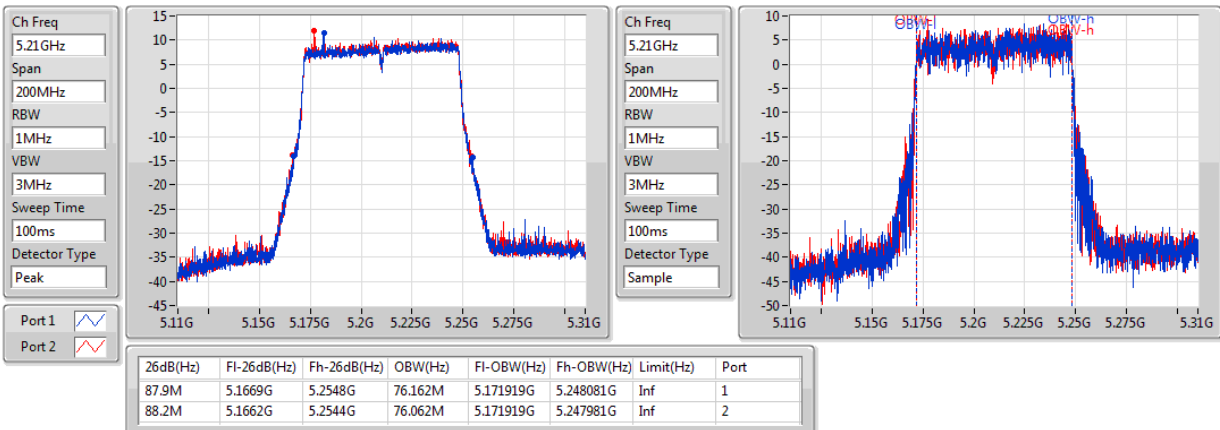 Ch Freq
5.21GHz
Span
200MHz
RBW
1MHz
VBW
3MHz
Sweep Time
100ms
Detector Type
Peak
Port 1
Port 2
15
10
5
0
-5
-10
-15
-20
-25
-30
-35
-40
-45
5.11G 5.15G 5.175G 5.2G 5.225G 5.25G 5.275G 5.31G
Ch Freq
5.21GHz
Span
200MHz
RBW
1MHz
VBW
3MHz
Sweep Time
100ms
Detector Type
Sample
10
5
0
-5
-10
-15
-20
-25
-30
-35
-40
-45
-50
OBW-l
OBW-h
OBW-h
5.11G 5.15G 5.175G 5.2G 5.225G 5.25G 5.275G 5.31G
26dB(Hz) Fl-26dB(Hz) Fh-26dB(Hz) OBW(Hz) Fl-OBW(Hz) Fh-OBW(Hz) Limit(Hz) Port
87.9M 5.1669G 5.2548G 76.162M 5.171919G 5.248081G Inf 1
88.2M 5.1662G 5.2544G 76.062M 5.171919G 5.247981G Inf 2